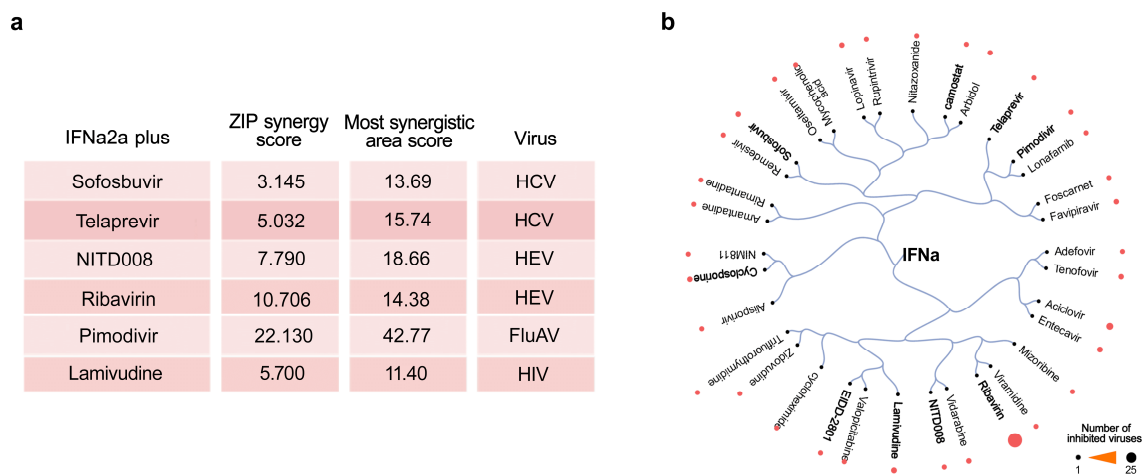 a
IFNa2a plus ZIP synergy score Most synergistic area score Virus
Sofosbuvir 3.145 13.69 HCV
Telaprevir 5.032 15.74 HCV
NITD008 7.790 18.66 HEV
Ribavirin 10.706 14.38 HEV
Pimodivir 22.130 42.77 FluAV
Lamivudine 5.700 11.40 HIV
b
IFNa
Amantadine
Rimantadine
Remdesivir
Sofosbuvir
Oseltamivir
Mycophenolic
acid
Lopinavir
Rupintrivir
Nitazoxanide
camostat
Arbidol
Telaprevir
Pimodivir
Lonafarnib
Foscarnet
Favipiravir
Adefovir
Tenofovir
Aciclovir
Entecavir
Mizoribine
Viramidine
Ribavirin
Vidarabine
NITD008
Lamivudine
Valopicitabine
EIDD-2801
cycloheximide
Zidovudine
Trifluorothymidine
Alisporivir
Cyclosporine
NIM811
Number of
inhibited viruses
1 25